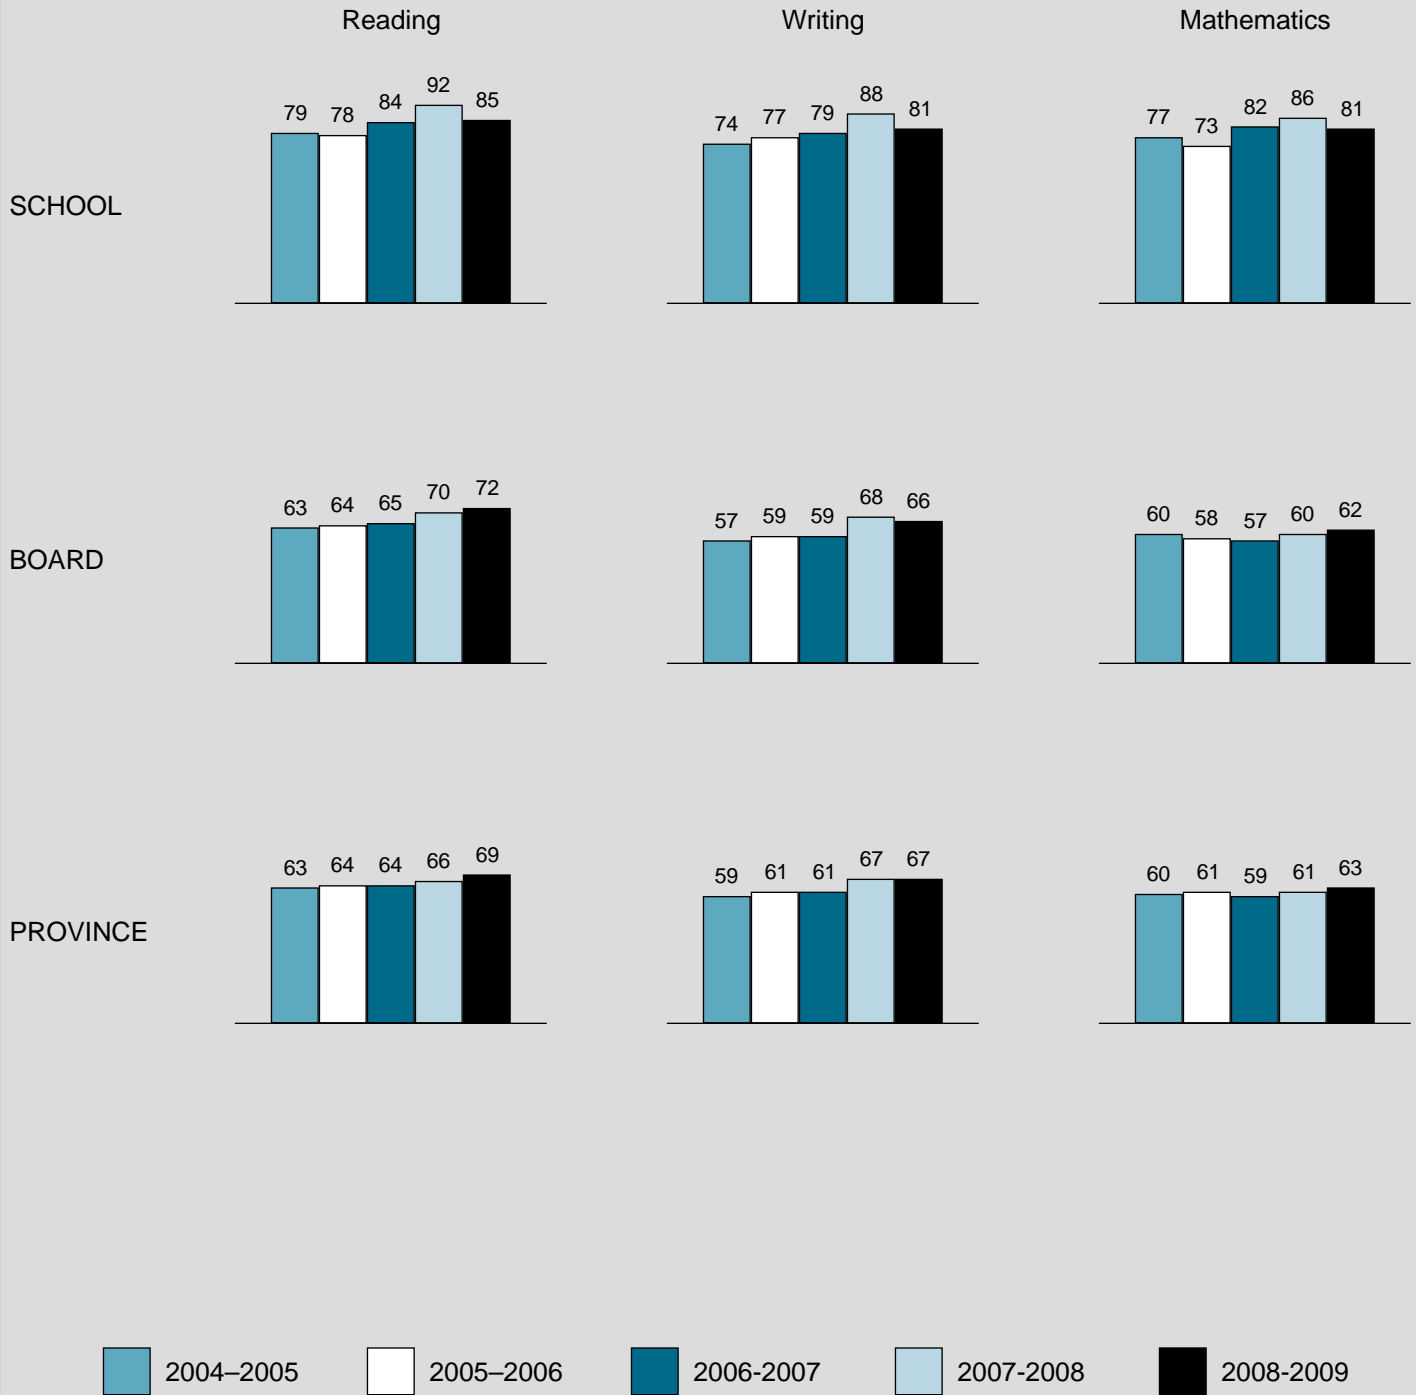 Reading Writing Mathematics
SCHOOL
79 78 84 92 85
74 77 79 88 81
77 73 82 86 81
BOARD
63 64 65 70 72
57 59 59 68 66
60 58 57 60 62
PROVINCE
63 64 64 66 69
59 61 61 67 67
60 61 59 61 63
2004–2005 2005–2006 2006-2007 2007-2008 2008-2009